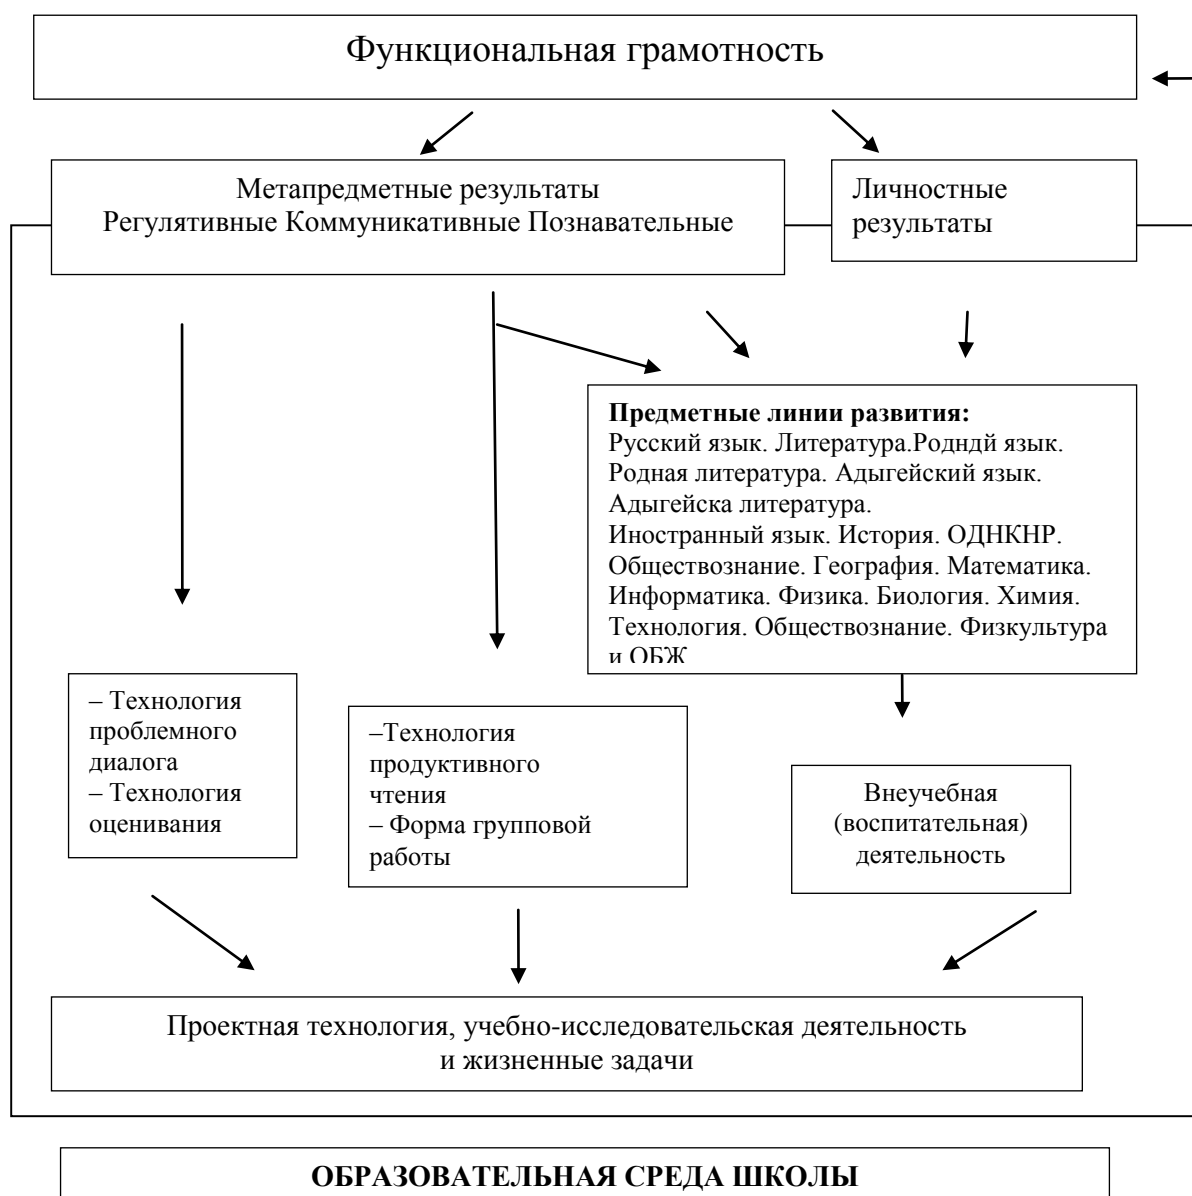 Функциональная грамотность
Метапредметные результаты
Регулятивные Коммуникативные Познавательные
Личностные
результаты
Предметные линии развития:
Русский язык. Литература.Родндй язык.
Родная литература. Адыгейский язык.
Адыгейска литература.
Иностранный язык. История. ОДНКНР.
Обществознание. География. Математика.
Информатика. Физика. Биология. Химия.
Технология. Обществознание. Физкультура
и ОБЖ
– Технология
проблемного
диалога
– Технология
оценивания
–Технология
продуктивного
чтения
– Форма групповой
работы
Внеучебная
(воспитательная)
деятельность
Проектная технология, учебно-исследовательская деятельность
и жизненные задачи
ОБРАЗОВАТЕЛЬНАЯ СРЕДА ШКОЛЫ